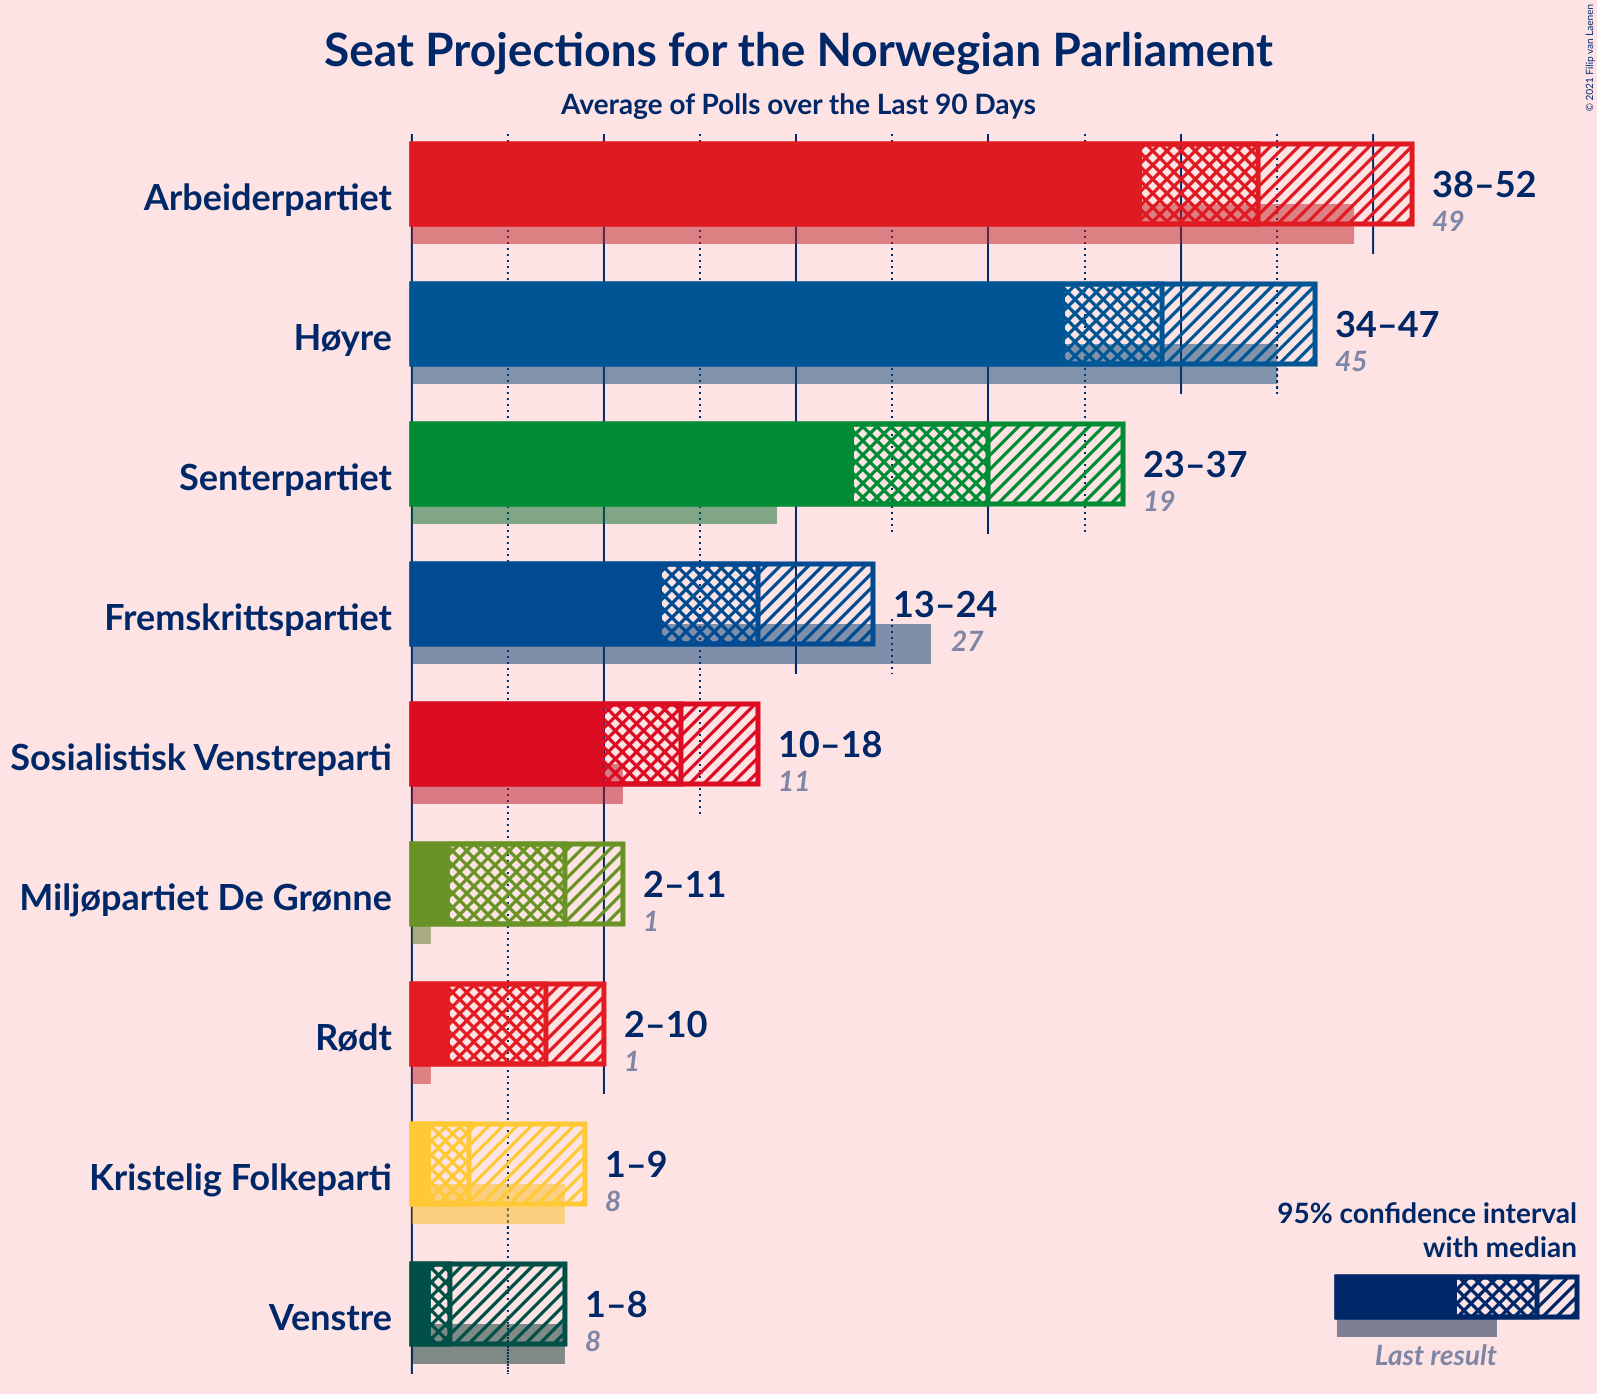 Seat Projections for the Norwegian Parliament
Average of Polls over the Last 90 Days
© 2021 Filip van Laenen
Arbeiderpartiet
38–52
49
Høyre
34–47
45
Senterpartiet
23–37
19
Fremskrittspartiet
13–24
27
Sosialistisk Venstreparti
10–18
11
Miljøpartiet De Grønne
2–11
1
Rødt
2–10
1
Kristelig Folkeparti
1–9
8
Venstre
1–8
8
95% confidence interval
with median
Last result